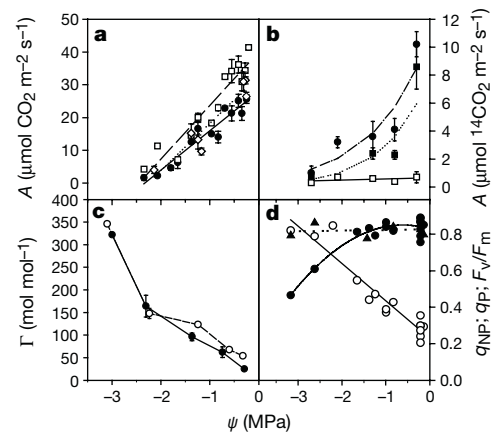 a
b
c
d
A (µmol CO2 m−2 s−1)
50
40
30
20
10
0
A (µmol 14CO2 m−2 s−1)
12
10
8
6
4
2
0
Γ (mol mol−1)
400
350
300
250
200
150
100
50
0
qNP; qP; Fv/Fm
0.8
0.6
0.4
0.2
0.0
−3 −2 −1 0
−3 −2 −1 0
ψ (MPa)